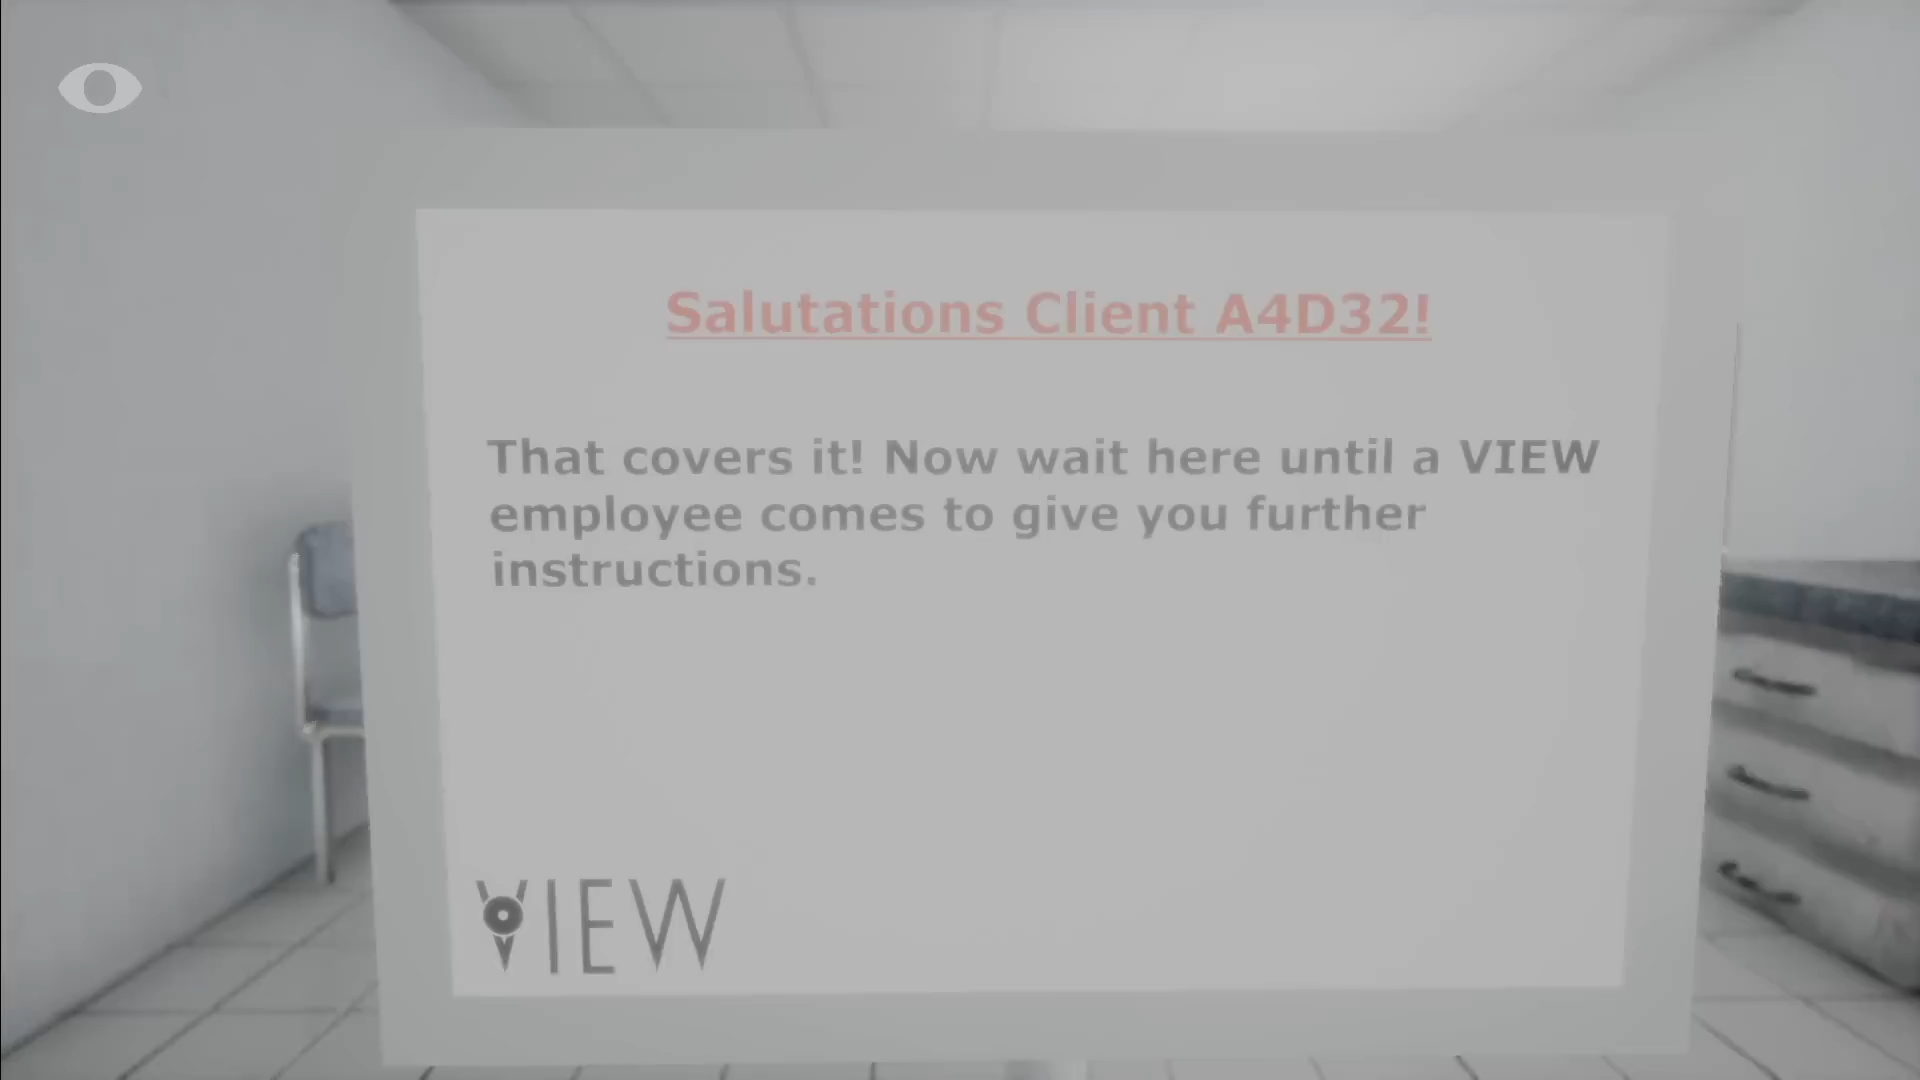 Salutations Client A4D32!
That covers it! Now wait here until a VIEW
employee comes to give you further
instructions.
VIEW